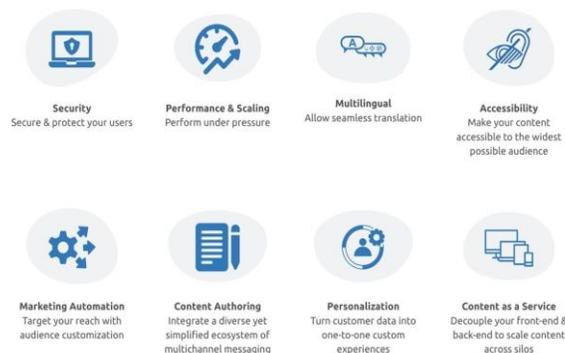 Security
Secure & protect your users
Performance & Scaling
Perform under pressure
Multilingual
Allow seamless translation
Accessibility
Make your content
accessible to the widest
possible audience
Marketing Automation
Target your reach with
audience customization
Content Authoring
Integrate a diverse yet
simplified ecosystem of
multichannel messaging
Personalization
Turn customer data into
one-to-one custom
experiences
Content as a Service
Decouple your front-end &
back-end to scale content
across silos